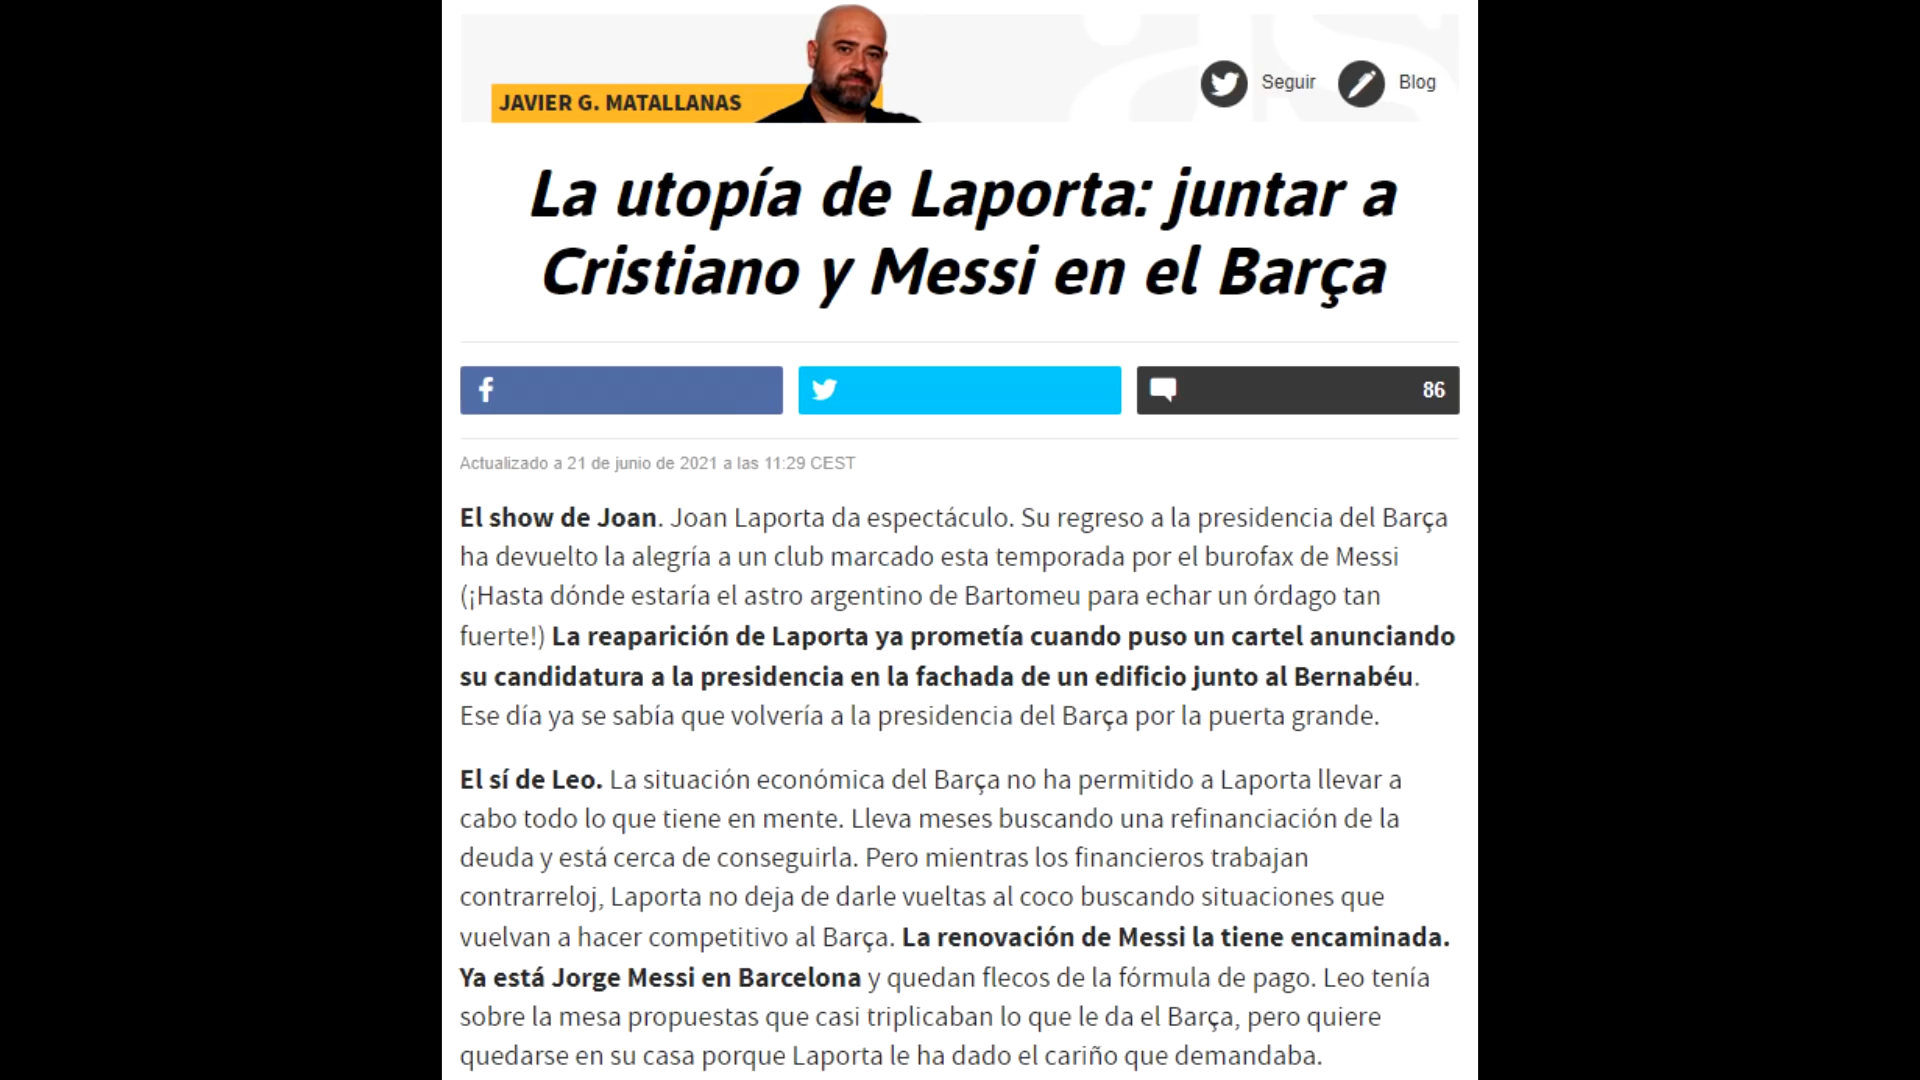 JAVIER G. MATALLANAS
Seguir
Blog
La utopía de Laporta: juntar a
Cristiano y Messi en el Barça
86
Actualizado a 21 de junio de 2021 a las 11:29 CEST
El show de Joan. Joan Laporta da espectáculo. Su regreso a la presidencia del Barça
ha devuelto la alegría a un club marcado esta temporada por el burofax de Messi
(¡Hasta dónde estaría el astro argentino de Bartomeu para echar un órdago tan
fuerte!) La reaparición de Laporta ya prometía cuando puso un cartel anunciando
su candidatura a la presidencia en la fachada de un edificio junto al Bernabéu.
Ese día ya se sabía que volvería a la presidencia del Barça por la puerta grande.
El sí de Leo. La situación económica del Barça no ha permitido a Laporta llevar a
cabo todo lo que tiene en mente. Lleva meses buscando una refinanciación de la
deuda y está cerca de conseguirla. Pero mientras los financieros trabajan
contrarreloj, Laporta no deja de darle vueltas al coco buscando situaciones que
vuelvan a hacer competitivo al Barça. La renovación de Messi la tiene encaminada.
Ya está Jorge Messi en Barcelona y quedan flecos de la fórmula de pago. Leo tenía
sobre la mesa propuestas que casi triplicaban lo que le da el Barça, pero quiere
quedarse en su casa porque Laporta le ha dado el cariño que demandaba.